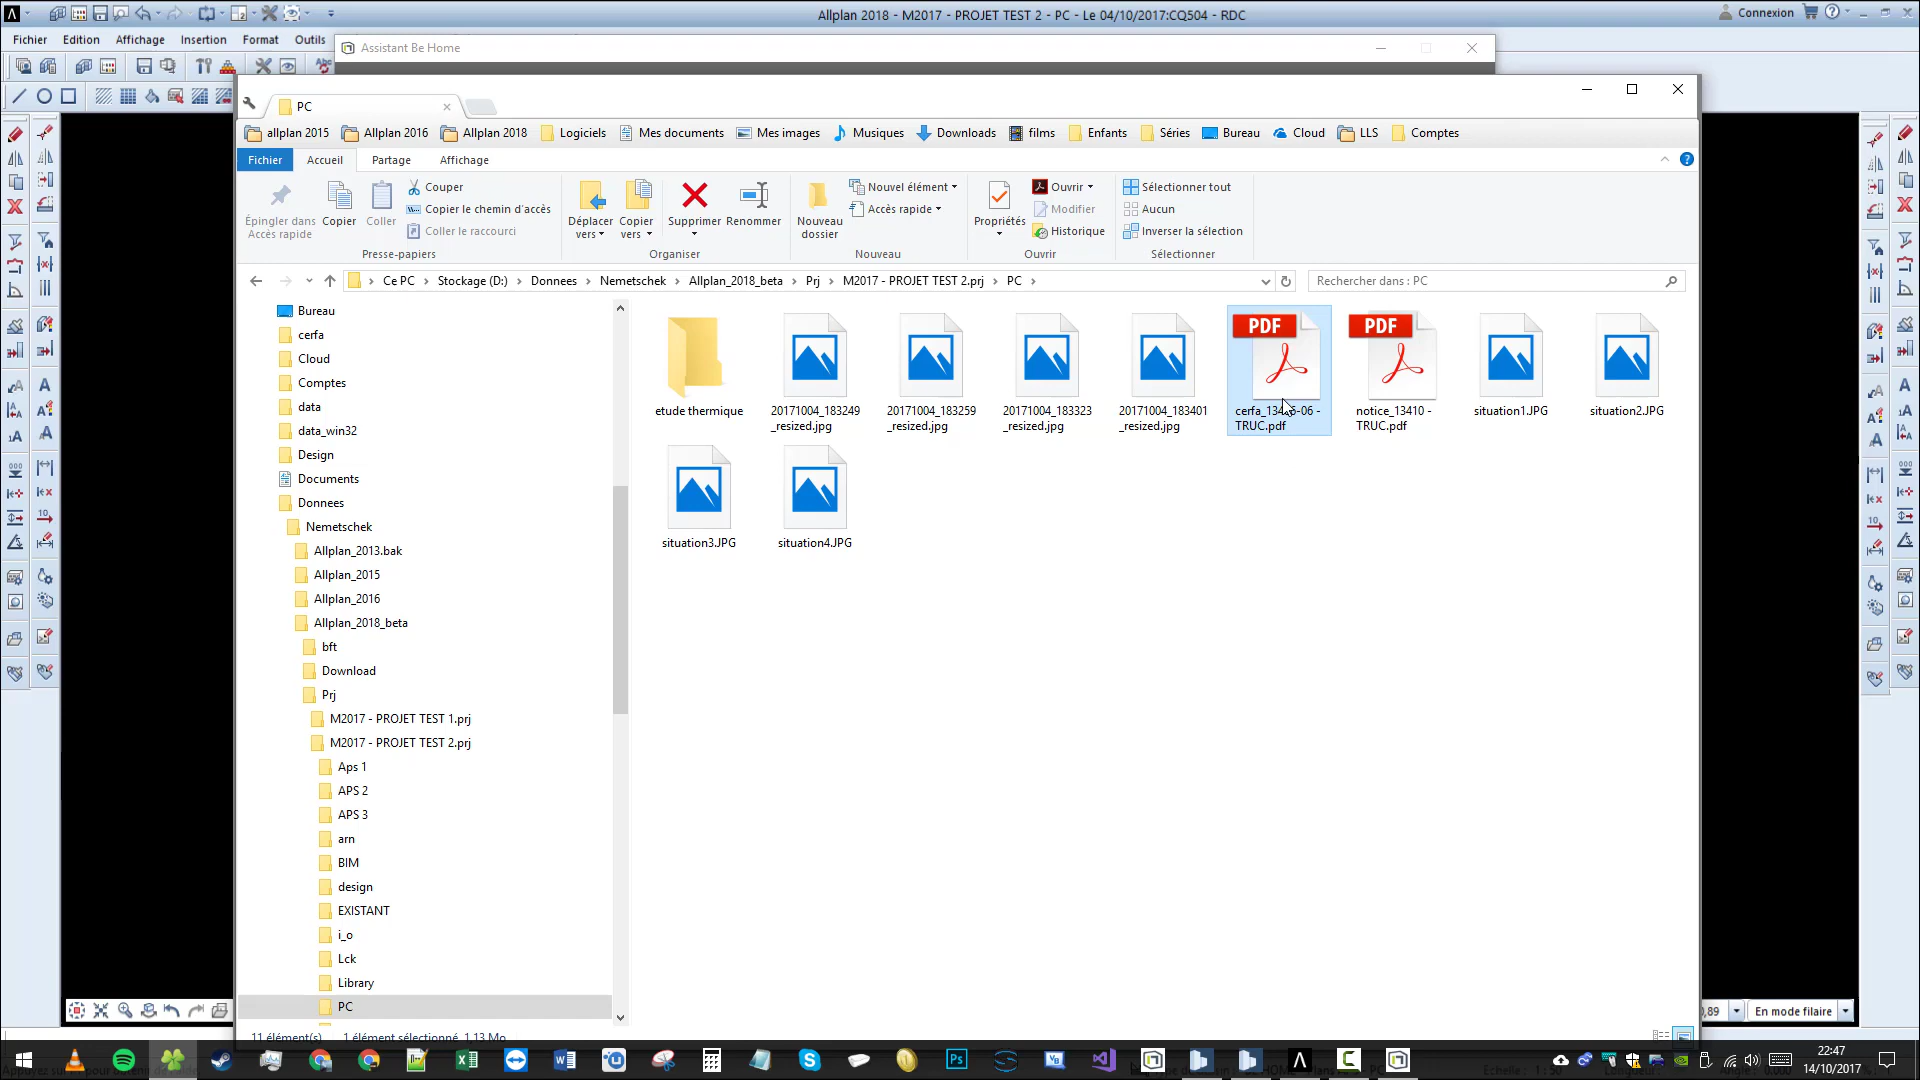 Allplan 2018 - M2017 - PROJET TEST 2 - PC - Le 04/10/2017:CQ504 - RDC
Connexion
Fichier Edition Affichage Insertion Format Outils
Assistant Be Home
PC
allplan 2015 Allplan 2016 Allplan 2018 Logiciels Mes documents Mes images Musiques Downloads films Enfants Séries Bureau Cloud LLS Comptes
Fichier Accueil Partage Affichage
Épingler dans
Accès rapide
Copier
Coller
Couper
Copier le chemin d'accès
Coller le raccourci
Presse-papiers
Déplacer
vers
Copier
vers
Supprimer
Renommer
Organiser
Nouveau
dossier
Nouvel élément
Accès rapide
Nouveau
Propriétés
Ouvrir
Modifier
Historique
Ouvrir
Sélectionner tout
Aucun
Inverser la sélection
Sélectionner
Ce PC Stockage (D:) Donnees Nemetschek Allplan_2018_beta Prj M2017 - PROJET TEST 2.prj PC
Rechercher dans : PC
Bureau
cerfa
Cloud
Comptes
data
data_win32
Design
Documents
Donnees
Nemetschek
Allplan_2013.bak
Allplan_2015
Allplan_2016
Allplan_2018_beta
bft
Download
Prj
M2017 - PROJET TEST 1.prj
M2017 - PROJET TEST 2.prj
Aps 1
APS 2
APS 3
arn
BIM
design
EXISTANT
i_o
Lck
Library
PC
etude thermique
20171004_183249
_resized.jpg
20171004_183259
_resized.jpg
20171004_183323
_resized.jpg
20171004_183401
_resized.jpg
PDF
-06 -
TRUC.pdf
PDF
notice_13410 -
TRUC.pdf
situation1.JPG
situation2.JPG
situation3.JPG
situation4.JPG
11 élément(s) 1 élément sélectionné 1,13 Mo
,89
En mode filaire
22:47
14/10/2017